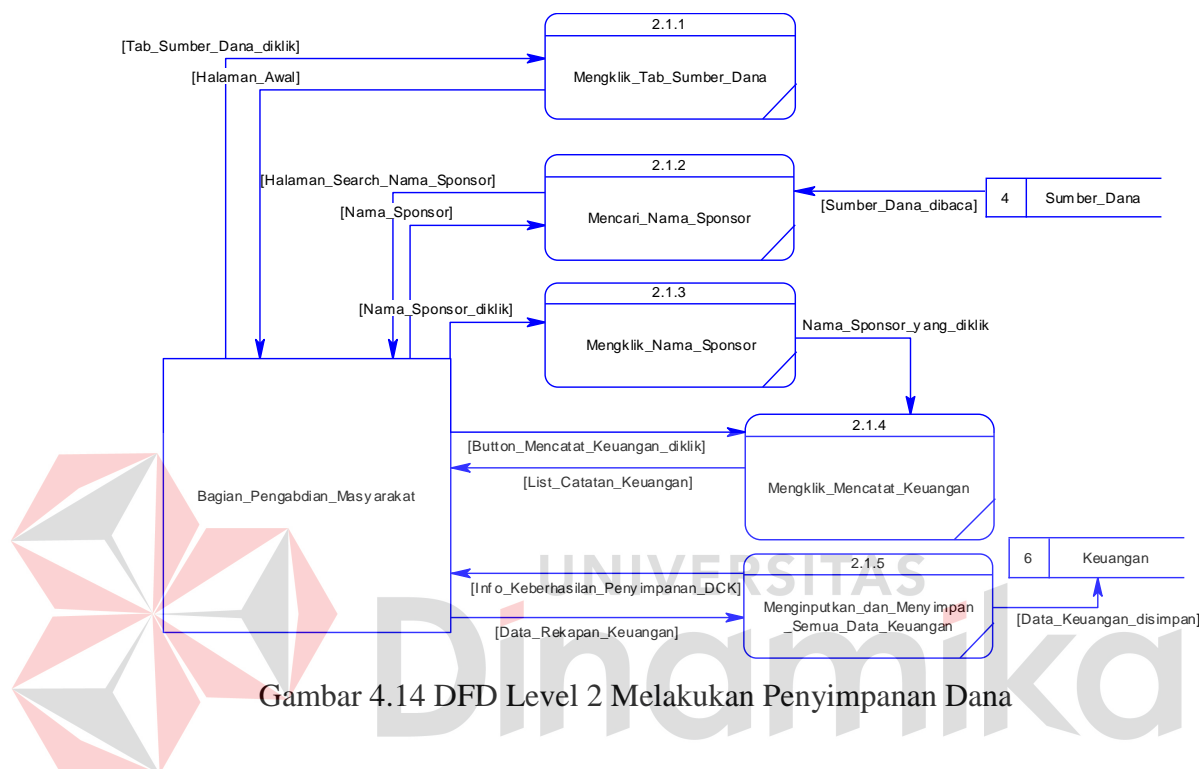 2.1.1
[Tab_Sumber_Dana_diklik]
[Halaman_Awal]
Mengklik_Tab_Sumber_Dana
2.1.2
[Halaman_Search_Nama_Sponsor]
[Nama_Sponsor]
Mencari_Nama_Sponsor
[Sumber_Dana_dibaca]
4 Sumber_Dana
2.1.3
[Nama_Sponsor_diklik]
Mengklik_Nama_Sponsor
Nama_Sponsor_yang_diklik
2.1.4
[Button_Mencatat_Keuangan_diklik]
[List_Catatan_Keuangan]
Mengklik_Mencatat_Keuangan
Bagian_Pengabdian_Masyarakat
6 Keuangan
2.1.5
[Info_Keberhasilan_Penyimpanan_DCK]
Menginputkan_dan_Menyimpan
_Semua_Data_Keuangan
[Data_Rekapan_Keuangan]
[Data_Keuangan_disimpan]
UNIVERSITAS
Dinamika
Gambar 4.14 DFD Level 2 Melakukan Penyimpanan Dana